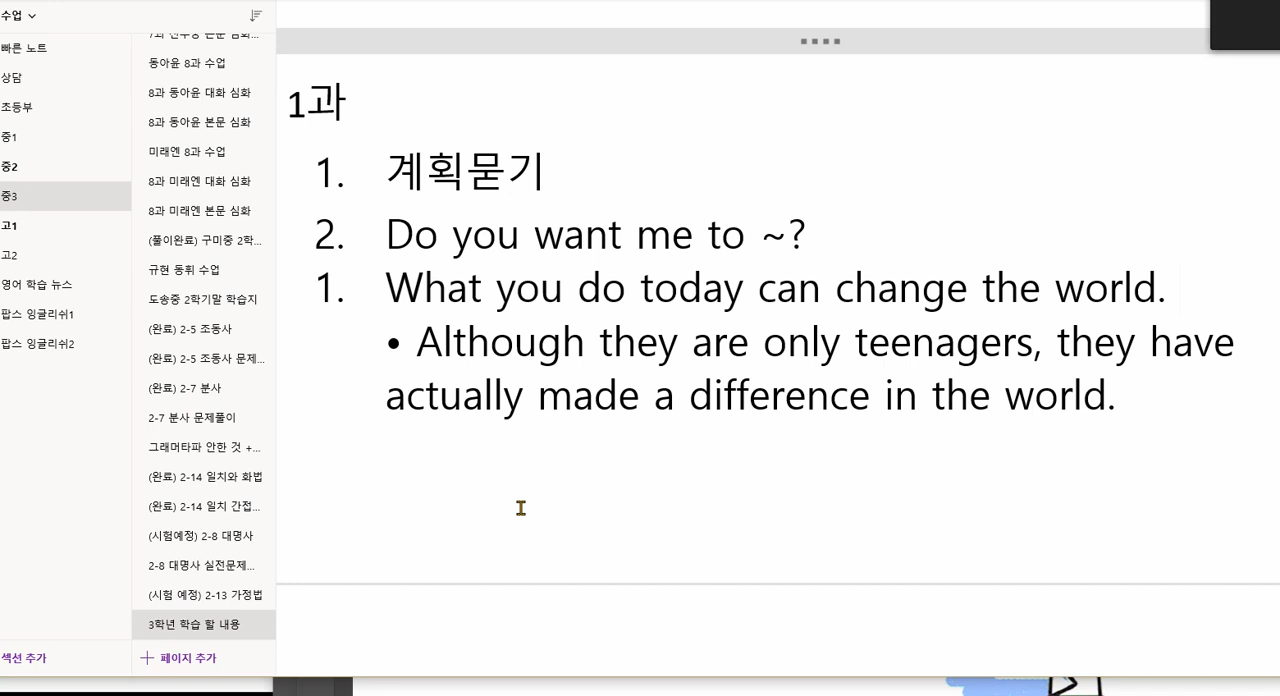 수업
빠른 노트
상담
초등부
중1
중2
중3
고1
고2
영어 학습 뉴스
팝스 잉글리쉬1
팝스 잉글리쉬2
섹션 추가
동아윤 8과 수업
8과 동아윤 대화 심화
8과 동아윤 본문 심화
미래엔 8과 수업
8과 미래엔 대화 심화
8과 미래엔 본문 심화
(풀이완료) 구미중 2학...
규현 동휘 수업
도송중 2학기말 학습지
(완료) 2-5 조동사
(완료) 2-5 조동사 문제...
(완료) 2-7 분사
2-7 분사 문제풀이
그래머타파 안한 것 +...
(완료) 2-14 일치와 화법
(완료) 2-14 일치 간접...
(시험예정) 2-8 대명사
2-8 대명사 실전문제...
(시험 예정) 2-13 가정법
3학년 학습 할 내용
페이지 추가
1과
1. 계획묻기
2. Do you want me to ~?
1. What you do today can change the world.
• Although they are only teenagers, they have
actually made a difference in the world.